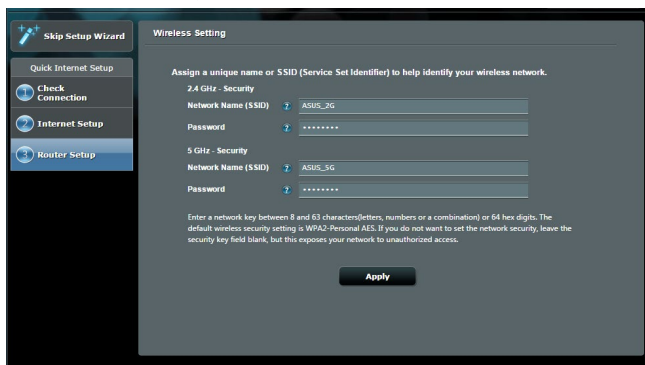 Skip Setup Wizard
Quick Internet Setup
1 Check
Connection
2 Internet Setup
3 Router Setup
Wireless Setting
Assign a unique name or SSID (Service Set Identifier) to help identify your wireless network.
2.4 GHz - Security
Network Name (SSID) ? ASUS_2G
Password ? ••••••••
5 GHz - Security
Network Name (SSID) ? ASUS_5G
Password ? ••••••••
Enter a network key between 8 and 63 characters(letters, numbers or a combination) or 64 hex digits. The
default wireless security setting is WPA2-Personal AES. If you do not want to set the network security, leave the
security key field blank, but this exposes your network to unauthorized access.
Apply